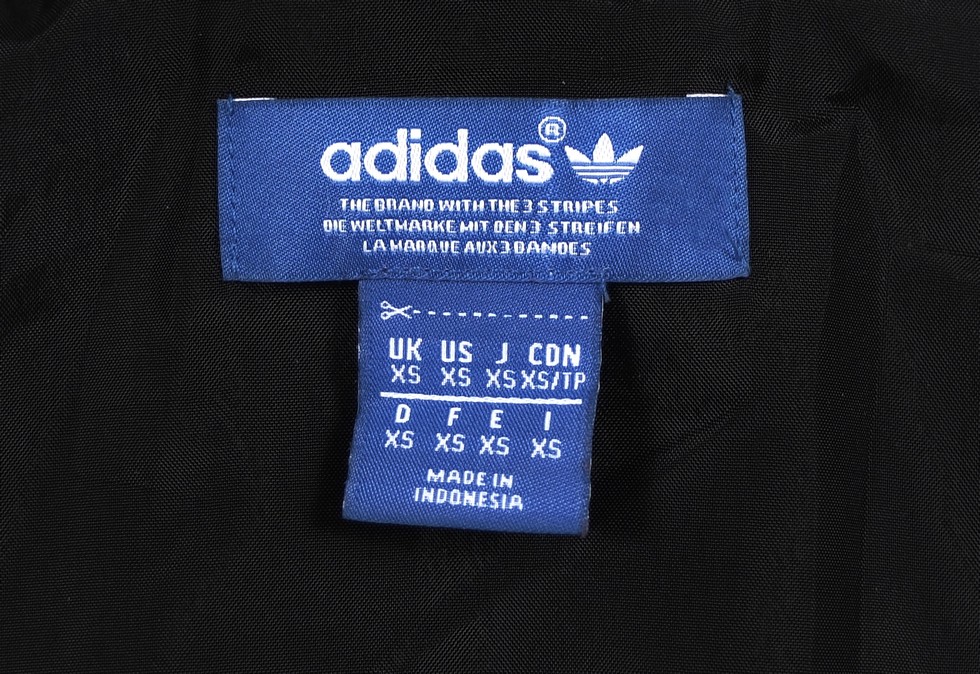 adidas®
THE BRAND WITH THE 3 STRIPES
DIE WELTMARKE MIT DEN 3 STREIFEN
LA MARQUE AUX 3 BANDES
UK US J CDN
XS XS XS XS/TP
D F E I
XS XS XS XS
MADE IN
INDONESIA